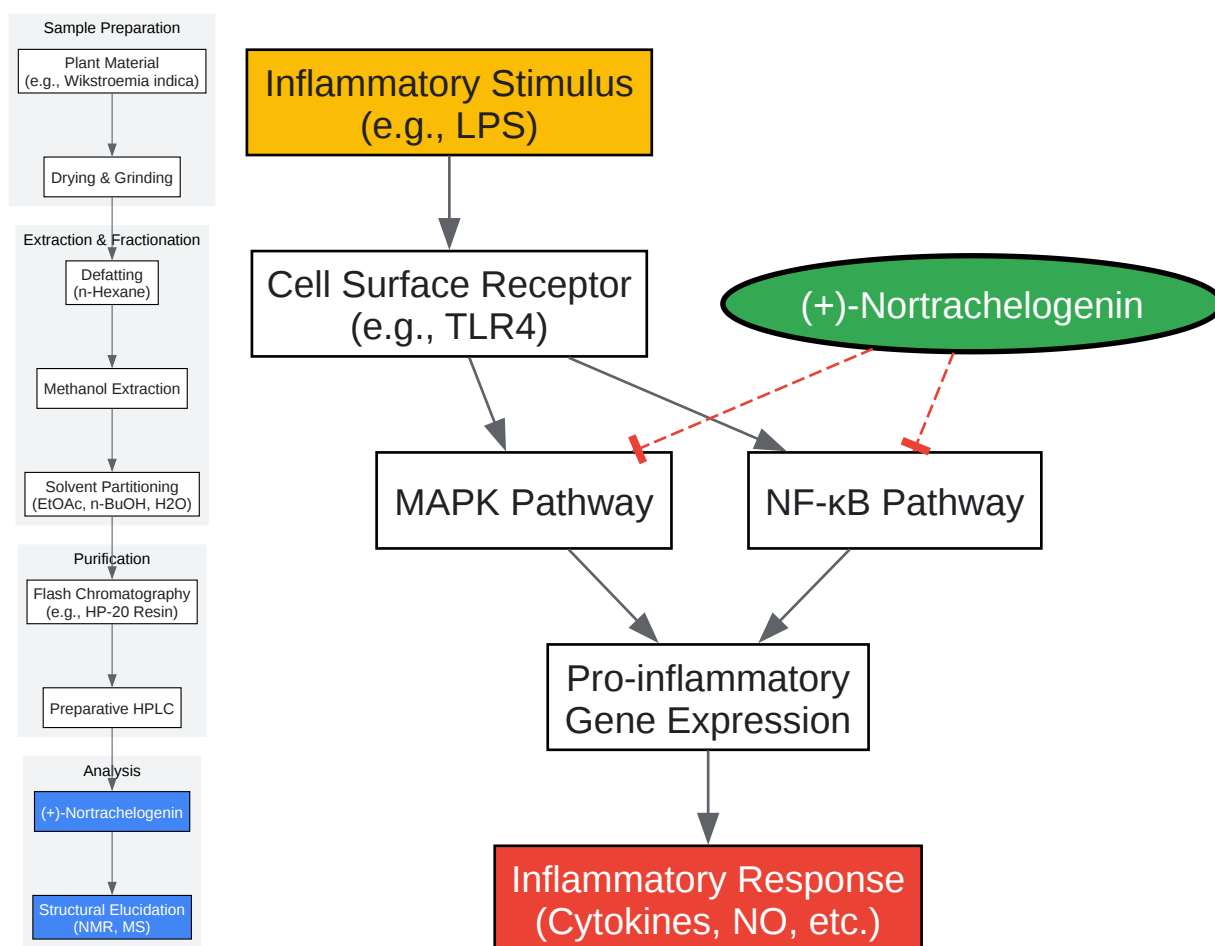 Sample Preparation
Plant Material
(e.g., Wikstroemia indica)
Drying & Grinding
Extraction & Fractionation
Defatting
(n-Hexane)
Methanol Extraction
Solvent Partitioning
(EtOAc, n-BuOH, H2O)
Purification
Flash Chromatography
(e.g., HP-20 Resin)
Preparative HPLC
Analysis
(+)-Nortrachelogenin
Structural Elucidation
(NMR, MS)
Inflammatory Stimulus
(e.g., LPS)
Cell Surface Receptor
(e.g., TLR4)
(+)-Nortrachelogenin
MAPK Pathway
NF-κB Pathway
Pro-inflammatory
Gene Expression
Inflammatory Response
(Cytokines, NO, etc.)